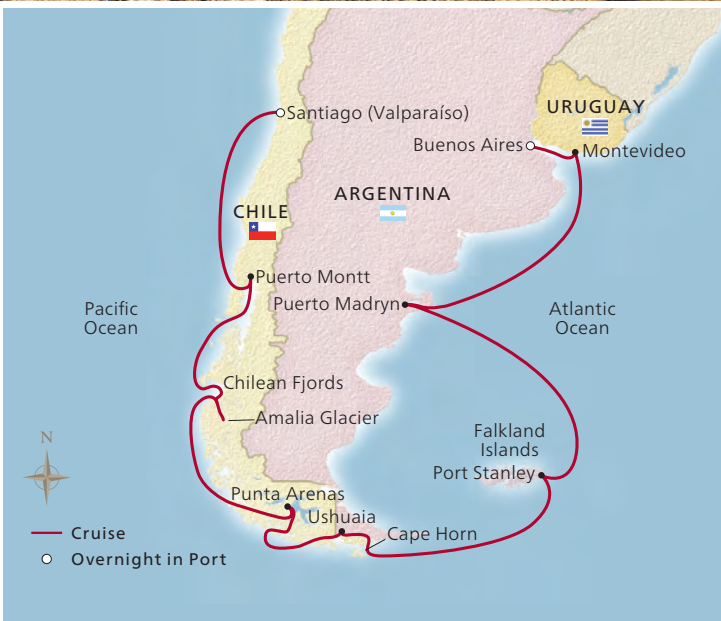 Santiago (Valparaíso)
URUGUAY
Buenos Aires
Montevideo
ARGENTINA
CHILE
Puerto Montt
Puerto Madryn
Pacific
Ocean
Atlantic
Ocean
Chilean Fjords
Amalia Glacier
Falkland
Islands
Port Stanley
N
Punta Arenas
Ushuaia
Cape Horn
Cruise
Overnight in Port